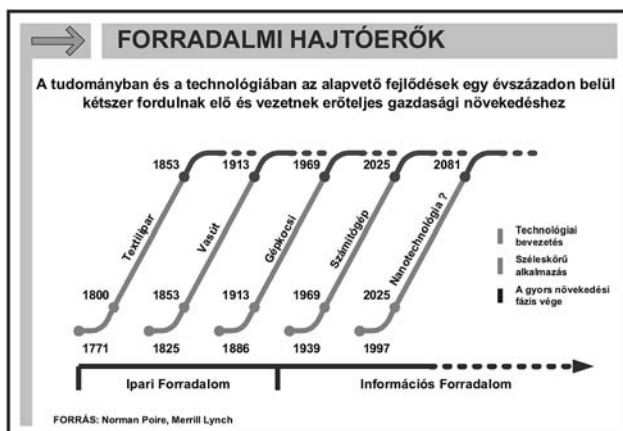 FORRADALMI HAJTÓERŐK
A tudományban és a technológiában az alapvető fejlődések egy évszázadon belül
kétszer fordulnak elő és vezetnek erőteljes gazdasági növekedéshez
1853 1913 1969 2025 2081
Textilipar
Vasút
Gépkocsi
Számítógép
Nanotechnológia ?
Technológiai
bevezetés
Széleskörű
alkalmazás
A gyors növekedési
fázis vége
1800 1853 1913 1969 2025
1771 1825 1886 1939 1997
Ipari Forradalom Információs Forradalom
FORRÁS: Norman Poire, Merrill Lynch